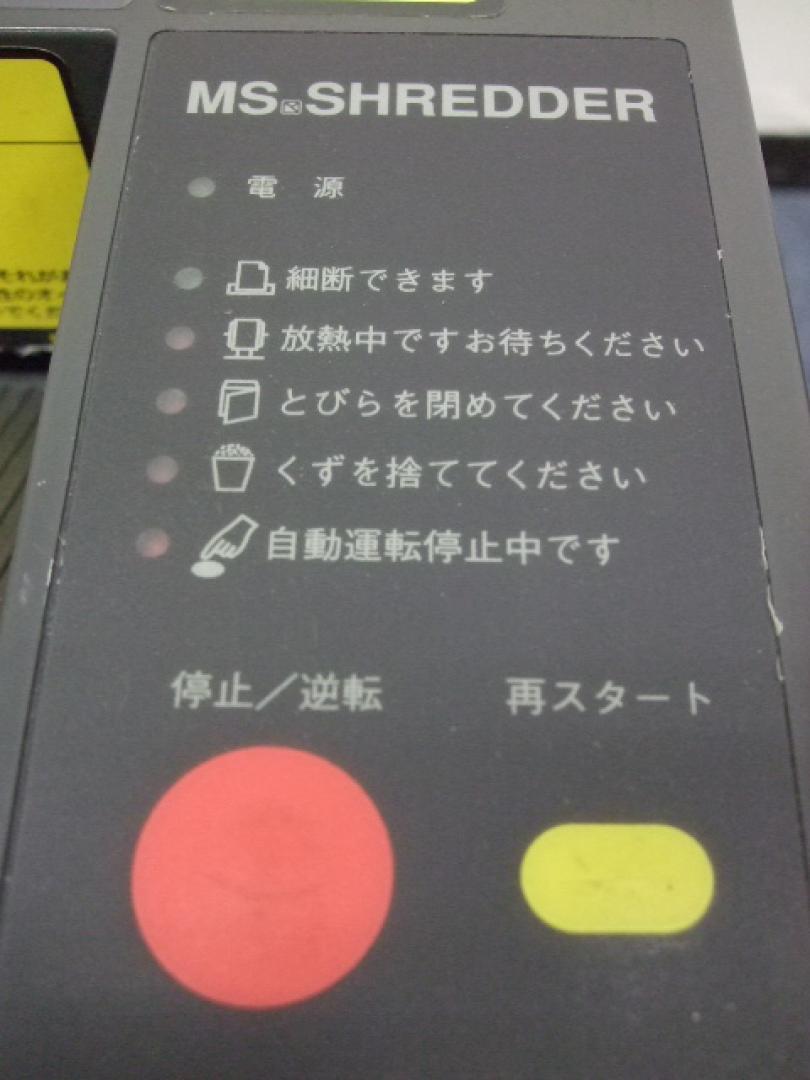 MS SHREDDER
電 源
細断できます
放熱中ですお待ちください
とびらを閉めてください
くずを捨ててください
自動運転停止中です
停止／逆転
再スタート